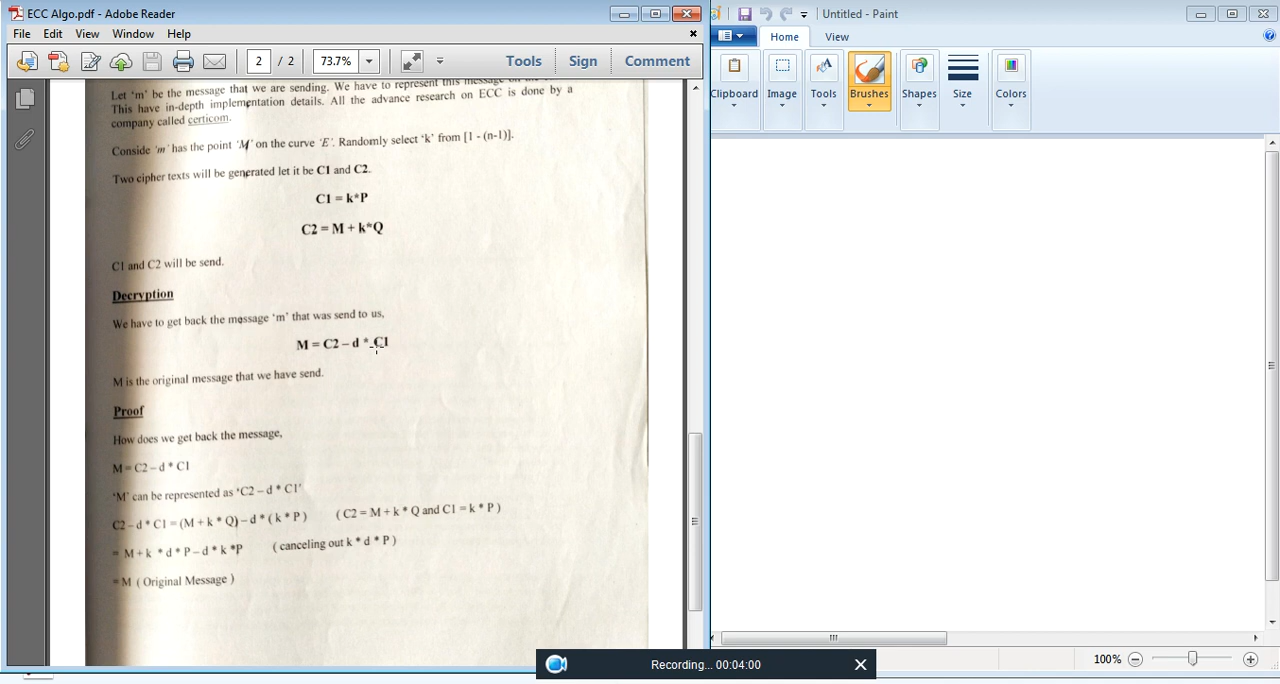 ECC Algo.pdf - Adobe Reader
File Edit View Window Help
2 / 2 73.7% Tools Sign Comment
Let 'm' be the message that we are sending. We have to represent this message on the
This have in-depth implementation details. All the advance research on ECC is done by a
company called certicom.
Conside 'm' has the point 'M' on the curve 'E'. Randomly select 'k' from [1 - (n-1)].
Two cipher texts will be generated let it be C1 and C2.
C1 = k*P
C2 = M + k*Q
C1 and C2 will be send.
Decryption
We have to get back the message 'm' that was send to us,
M = C2 – d * C1
M is the original message that we have send.
Proof
How does we get back the message,
M = C2 – d * C1
'M' can be represented as 'C2 – d * C1'
C2 – d * C1 = (M + k * Q) – d * ( k * P ) ( C2 = M + k * Q and C1 = k * P )
= M + k * d * P – d * k *P ( canceling out k * d * P )
= M ( Original Message )
Untitled - Paint
Home View
Clipboard Image Tools Brushes Shapes Size Colors
100%
Recording... 00:04:00